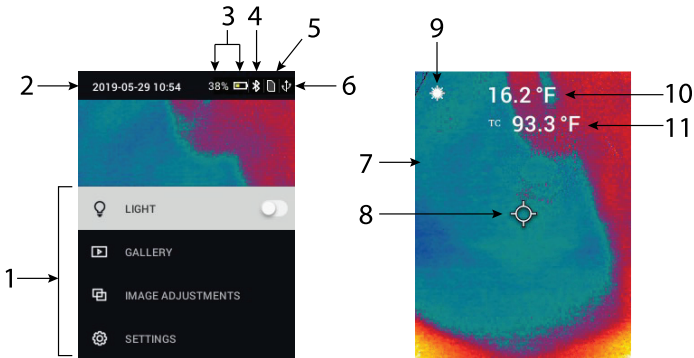 3 4 5
2 2019-05-29 10:54 38% 6
1
LIGHT
GALLERY
IMAGE ADJUSTMENTS
SETTINGS
9
16.2 °F 10
TC 93.3 °F 11
7
8